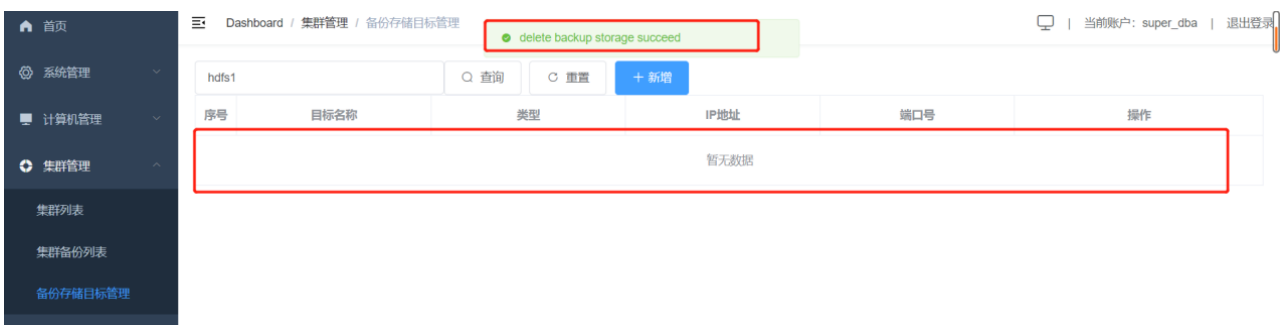 首页
系统管理
计算机管理
集群管理
集群列表
集群备份列表
备份存储目标管理
Dashboard / 集群管理 / 备份存储目标管理
delete backup storage succeed
| 当前账户：super_dba | 退出登录
hdfs1 查询 重置 + 新增
序号 目标名称 类型 IP地址 端口号 操作
暂无数据